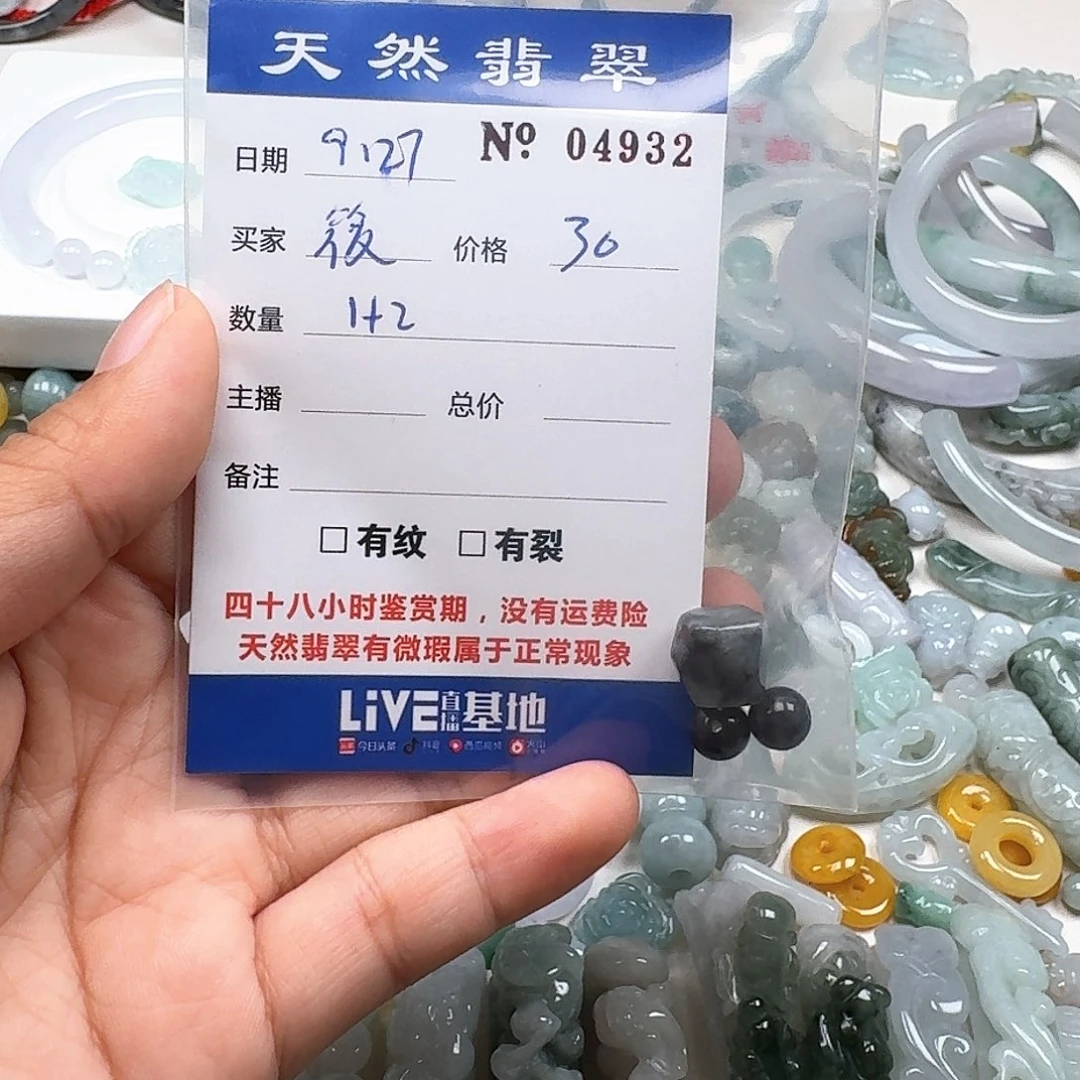 天然翡翠
日期 9.27 Nº 04932
买家 筱 价格 30
数量 1+2
主播 总价
备注
□有纹 □有裂
四十八小时鉴赏期，没有运费险
天然翡翠有微瑕属于正常现象
LiVE直播基地
今日头条 抖音 西瓜视频 火山